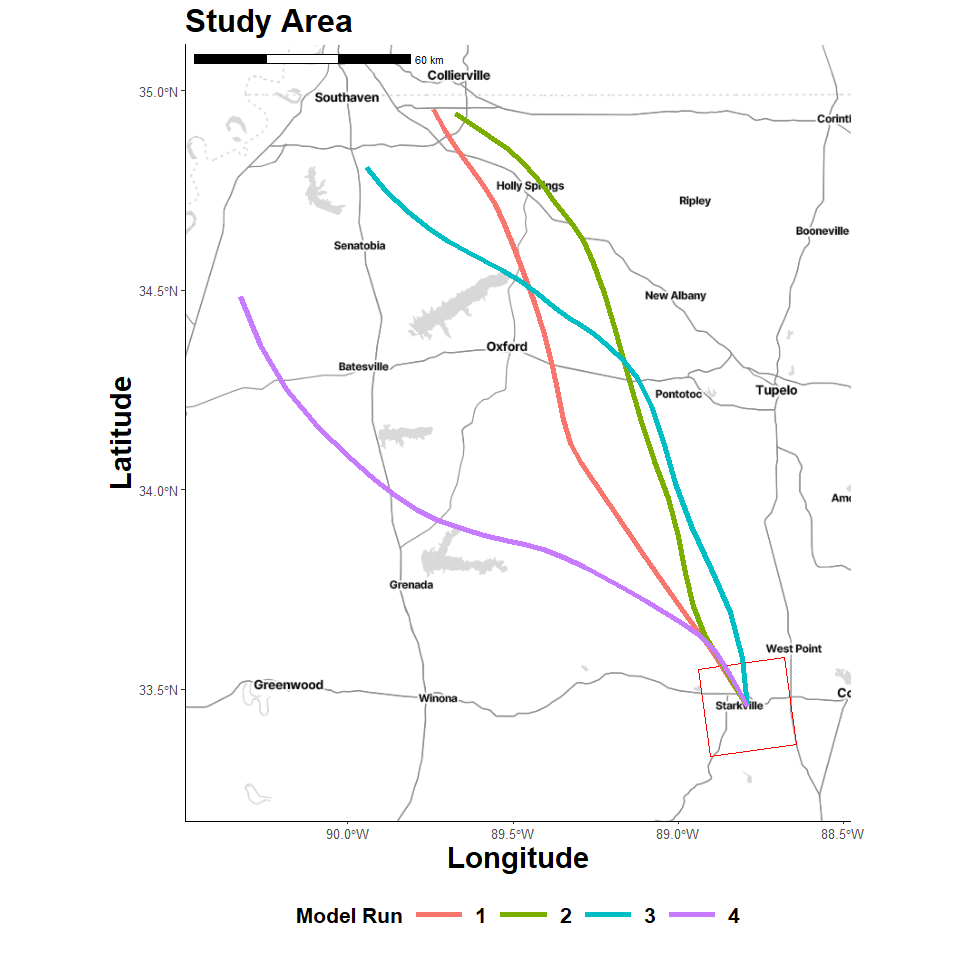 Study Area
60 km
Collierville
35.0°N
Southaven
Corinth
Holly Springs
Ripley
Booneville
Senatobia
34.5°N
New Albany
Oxford
Batesville
Pontotoc
Tupelo
Latitude
34.0°N
Grenada
West Point
33.5°N
Greenwood
Winona
Starkville
90.0°W
89.5°W
89.0°W
88.5°W
Longitude
Model Run 1 2 3 4